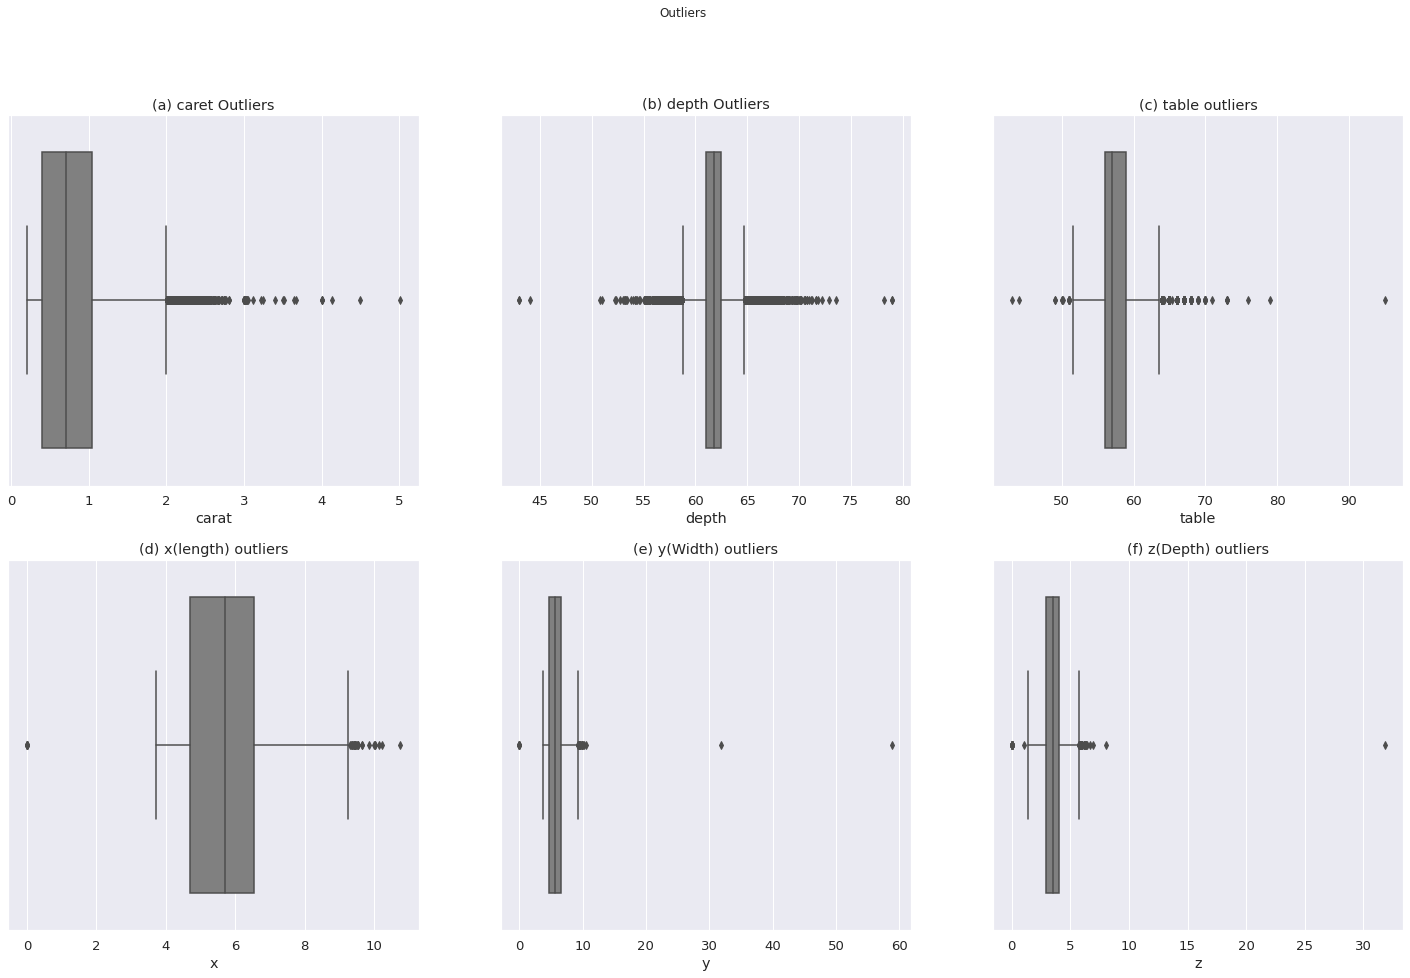 Outliers
(a) caret Outliers
(b) depth Outliers
(c) table outliers
0 1 2 3 4 5
45 50 55 60 65 70 75 80
50 60 70 80 90
carat
depth
table
(d) x(length) outliers
(e) y(Width) outliers
(f) z(Depth) outliers
0 2 4 6 8 10
0 10 20 30 40 50 60
0 5 10 15 20 25 30
x
y
z